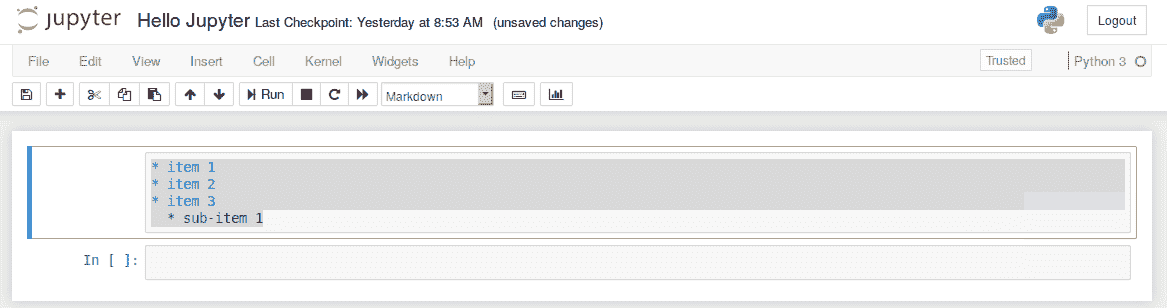 jupyter Hello Jupyter Last Checkpoint: Yesterday at 8:53 AM (unsaved changes) Logout
File Edit View Insert Cell Kernel Widgets Help Trusted Python 3
Run Markdown
* item 1
* item 2
* item 3
* sub-item 1
In [ ]: